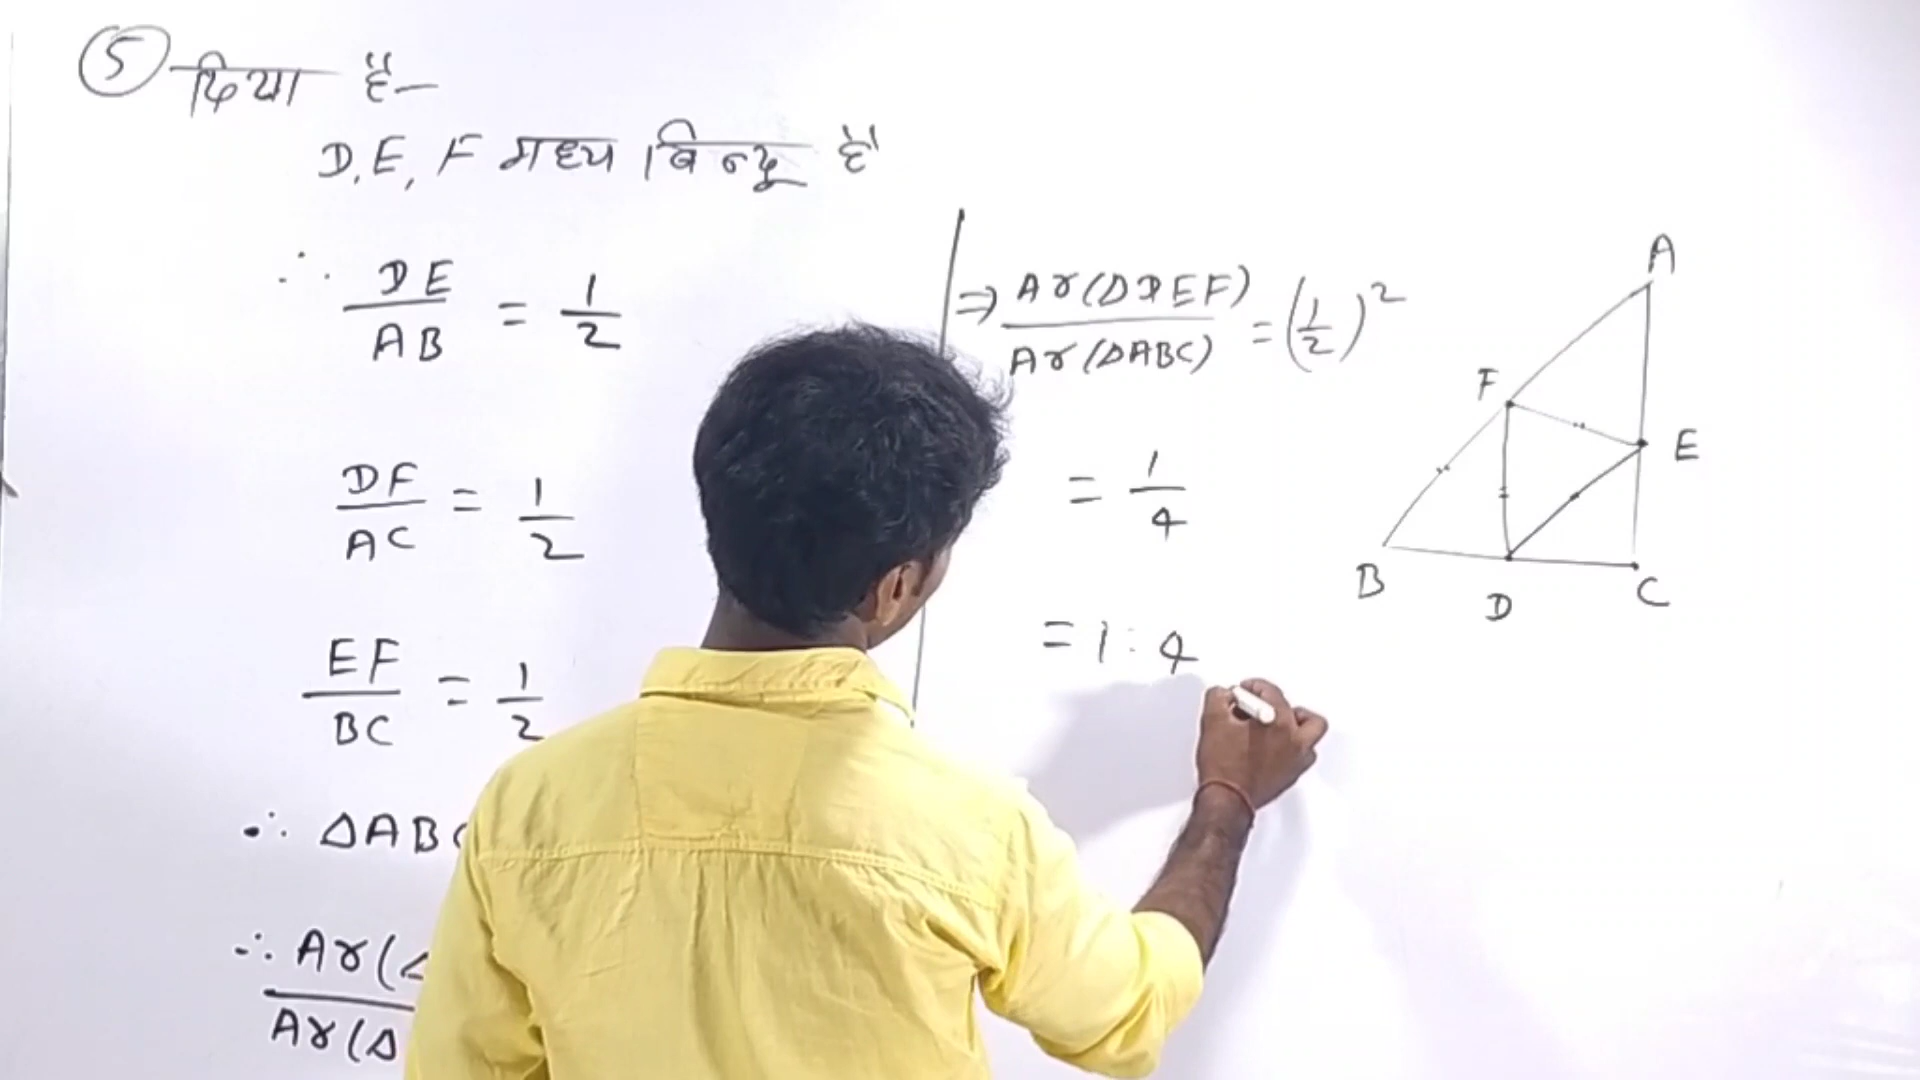 5 दिया है-
D, E, F मध्य बिन्दू है
∴ DE/AB = 1/2
DF/AC = 1/2
EF/BC = 1/2
∴ ΔABC
∴ Ar(Δ
Ar(Δ
⇒ Ar(ΔDEF)/Ar(ΔABC) = (1/2)²
= 1/4
= 1:4
A
F
E
B
D
C